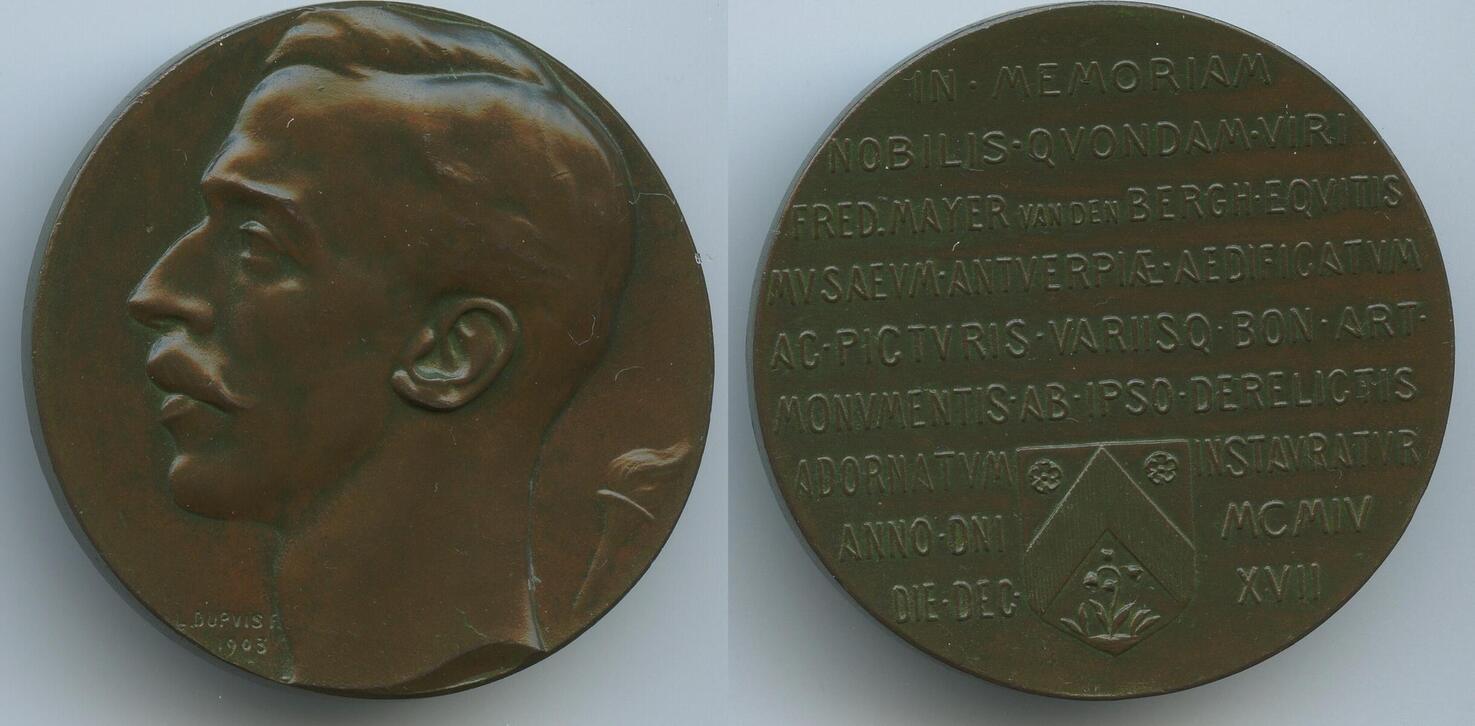 L. DUPVIS F.
1903
IN · MEMORIAM
NOBILIS · QVONDAM · VIRI
FRED. MAYER VAN DEN BERGH · EQVITIS
MVSAEVM · ANTVERPIÆ · AEDIFICATVM
AC · PICTVRIS · VARIISQ · BON · ART ·
MONVMENTIS · AB · IPSO · DERELICTIS
ADORNATVM INSTAVRATVR
ANNO · DNI MCMIV
DIE · DEC · XVII